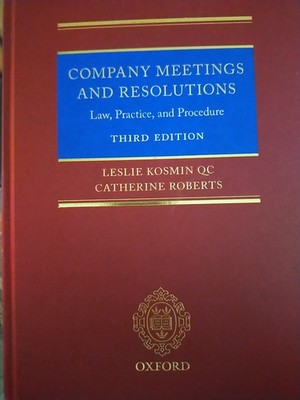 COMPANY MEETINGS
AND RESOLUTIONS
Law, Practice, and Procedure
THIRD EDITION
LESLIE KOSMIN QC
CATHERINE ROBERTS
OXFORD